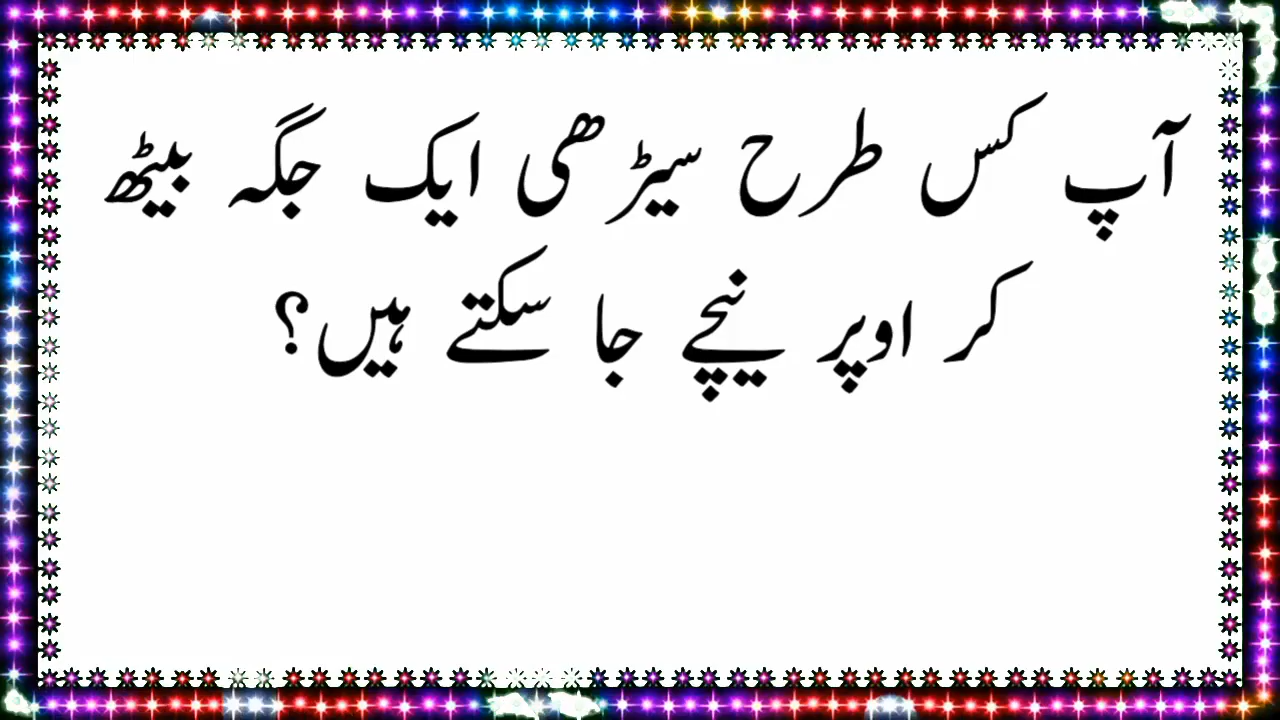 آپ کس طرح سیڑھی ایک جگہ بیٹھ
کر اوپر نیچے جا سکتے ہیں؟